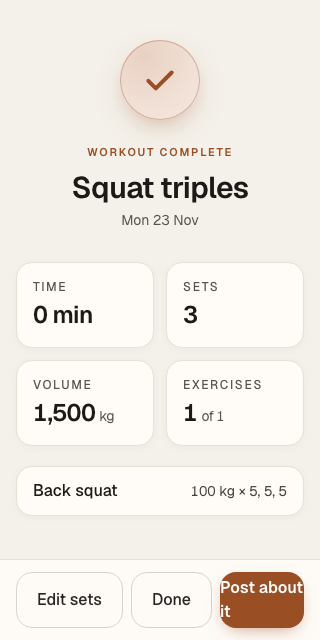 WORKOUT COMPLETE
Squat triples
Mon 23 Nov
TIME
0 min
SETS
3
VOLUME
1,500 kg
EXERCISES
1 of 1
Back squat
100 kg × 5, 5, 5
Edit sets
Done
Post about
it